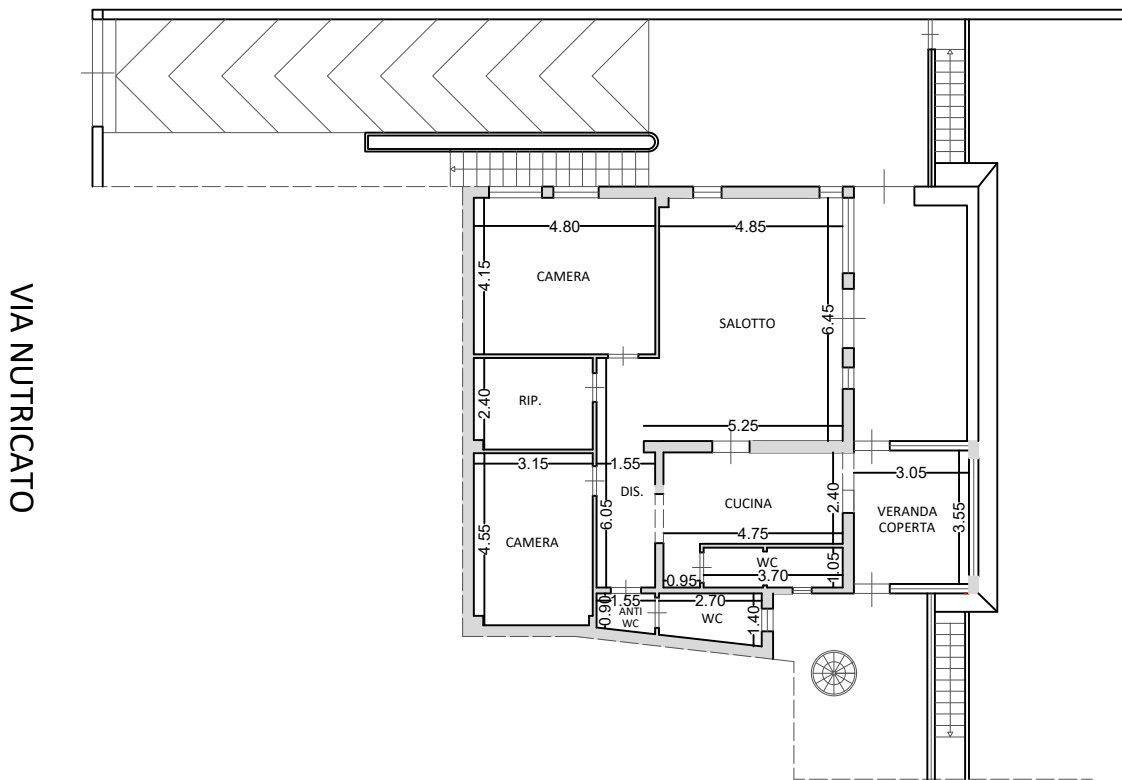 VIA NUTRICATO
4.80
4.85
4.15
CAMERA
6.45
SALOTTO
2.40
RIP.
5.25
3.15
1.55
3.05
DIS.
CUCINA
2.40
VERANDA
COPERTA
3.55
6.05
4.55
CAMERA
4.75
WC
3.70
1.05
0.95
1.55
2.70
0.90
ANTI
WC
WC
1.40